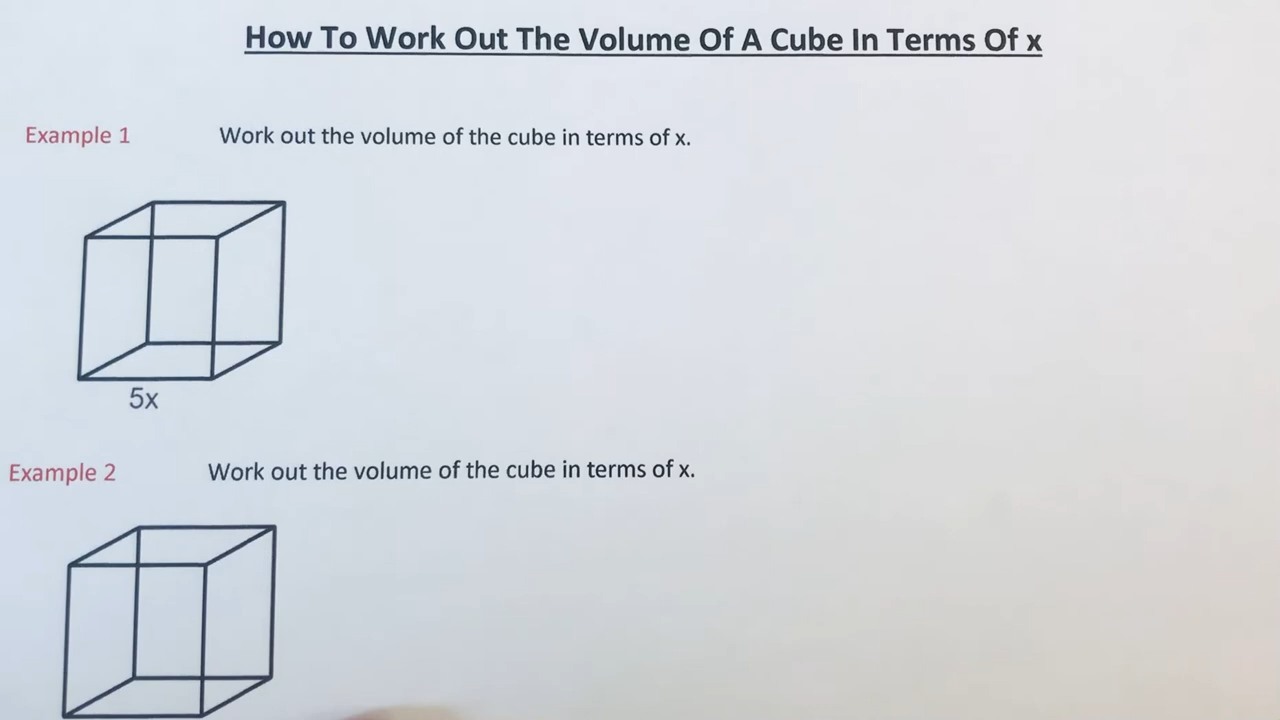 How To Work Out The Volume Of A Cube In Terms Of x
Example 1 Work out the volume of the cube in terms of x.
5x
Example 2 Work out the volume of the cube in terms of x.